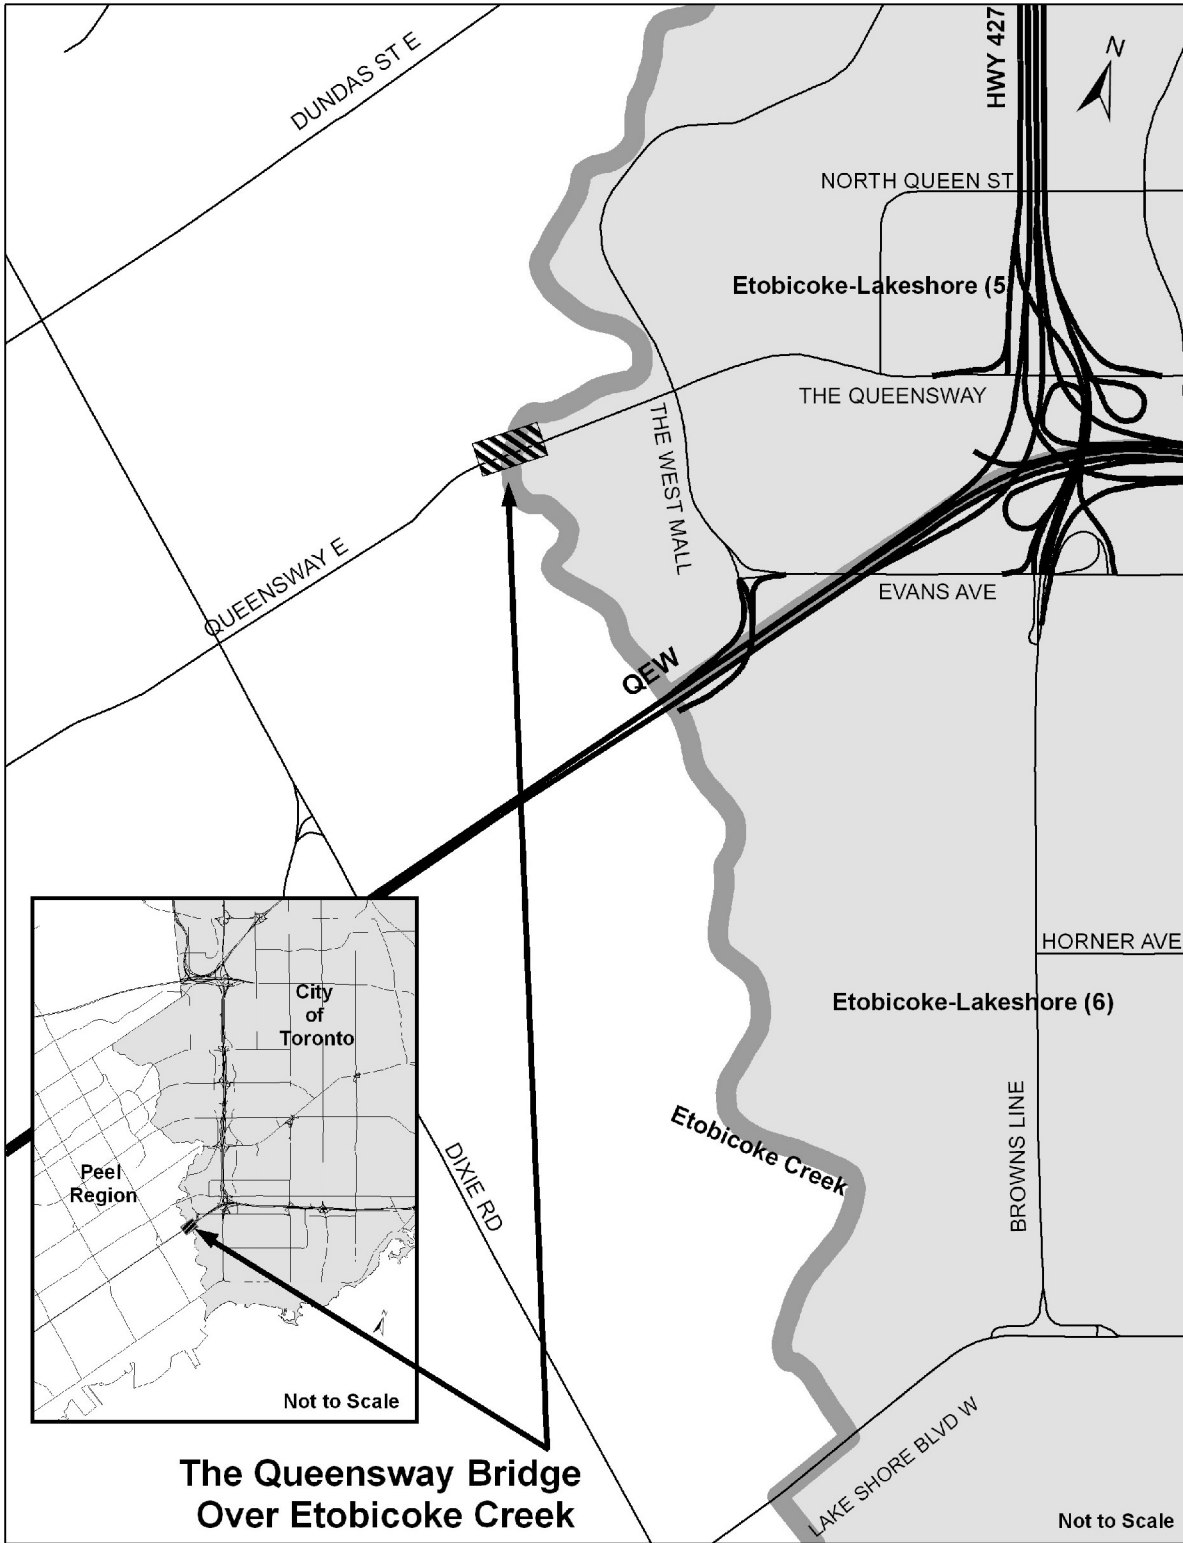 DUNDAS ST E
HWY 427
N
NORTH QUEEN ST
Etobicoke-Lakeshore (5
THE QUEENSWAY
THE WEST MALL
QUEENSWAY E
EVANS AVE
QEW
HORNER AVE
City
of
Toronto
Etobicoke-Lakeshore (6)
BROWNS LINE
Etobicoke Creek
Peel
Region
DIXIE RD
N
Not to Scale
LAKE SHORE BLVD W
The Queensway Bridge
Over Etobicoke Creek
Not to Scale